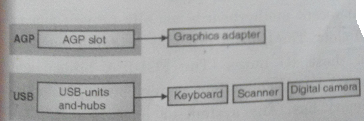 AGP AGP slot Graphics adapter
USB USB-units
and-hubs Keyboard Scanner Digital camera